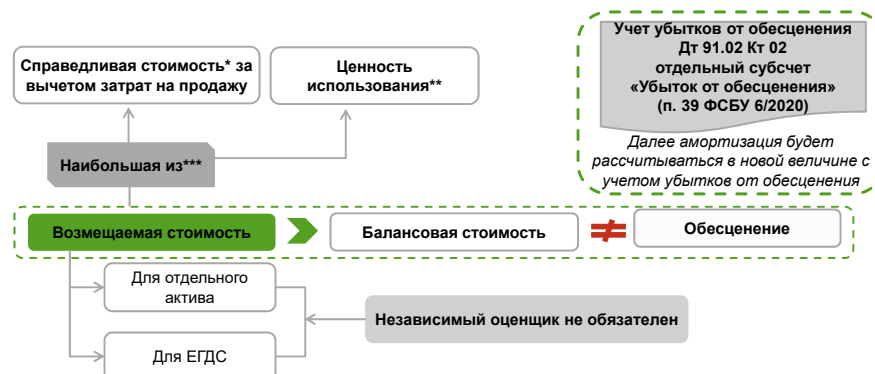 Справедливая стоимость* за
вычетом затрат на продажу
Ценность
использования**
Учет убытков от обесценения
Дт 91.02 Кт 02
отдельный субсчет
«Убыток от обесценения»
(п. 39 ФСБУ 6/2020)
Далее амортизация будет
рассчитываться в новой величине с
учетом убытков от обесценения
Наибольшая из***
Возмещаемая стоимость
Балансовая стоимость
≠
Обесценение
Для отдельного
актива
Независимый оценщик не обязателен
Для ЕГДС